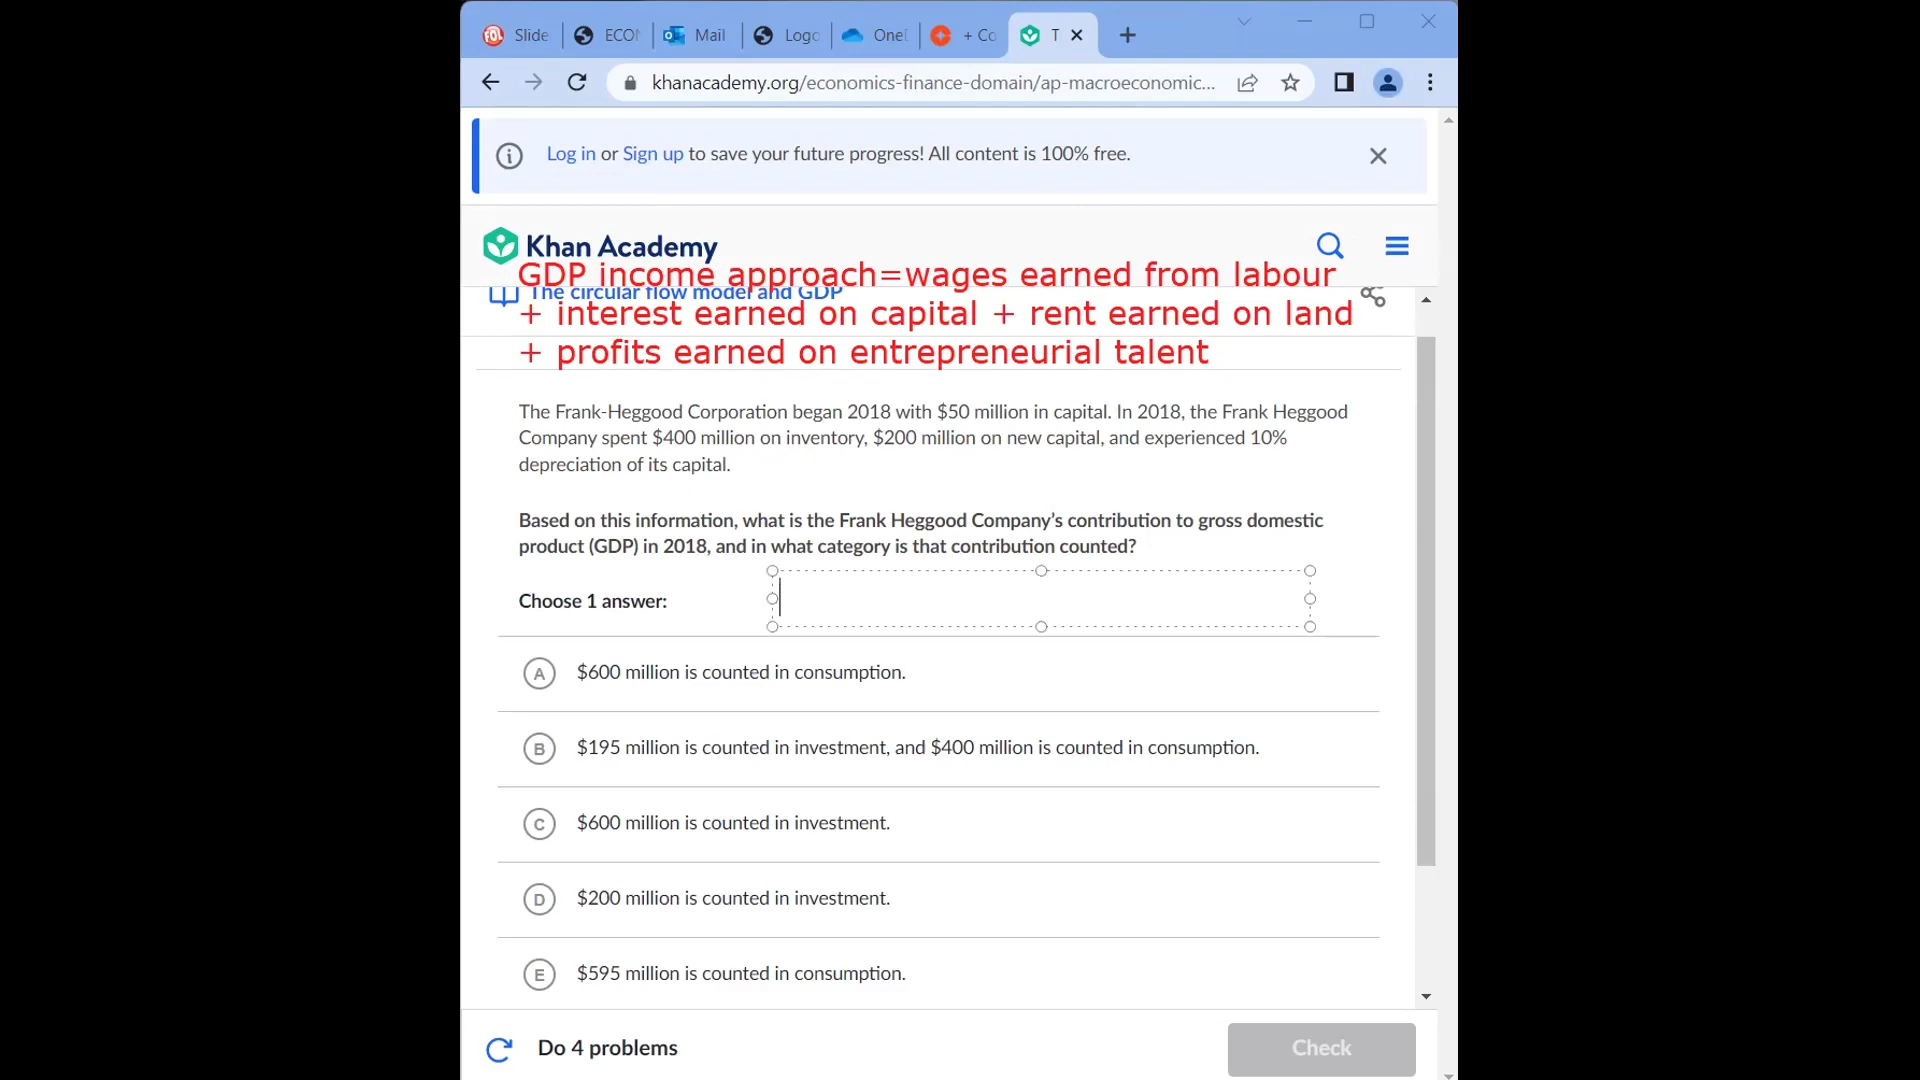 Slide
ECON
Mail
Logo
OneD
+ Co
T
khanacademy.org/economics-finance-domain/ap-macroeconomic...
Log in or Sign up to save your future progress! All content is 100% free.
Khan Academy
The circular flow model and GDP
GDP income approach=wages earned from labour
+ interest earned on capital + rent earned on land
+ profits earned on entrepreneurial talent
The Frank-Heggood Corporation began 2018 with $50 million in capital. In 2018, the Frank Heggood
Company spent $400 million on inventory, $200 million on new capital, and experienced 10%
depreciation of its capital.
Based on this information, what is the Frank Heggood Company’s contribution to gross domestic
product (GDP) in 2018, and in what category is that contribution counted?
Choose 1 answer:
A $600 million is counted in consumption.
B $195 million is counted in investment, and $400 million is counted in consumption.
C $600 million is counted in investment.
D $200 million is counted in investment.
E $595 million is counted in consumption.
Do 4 problems
Check